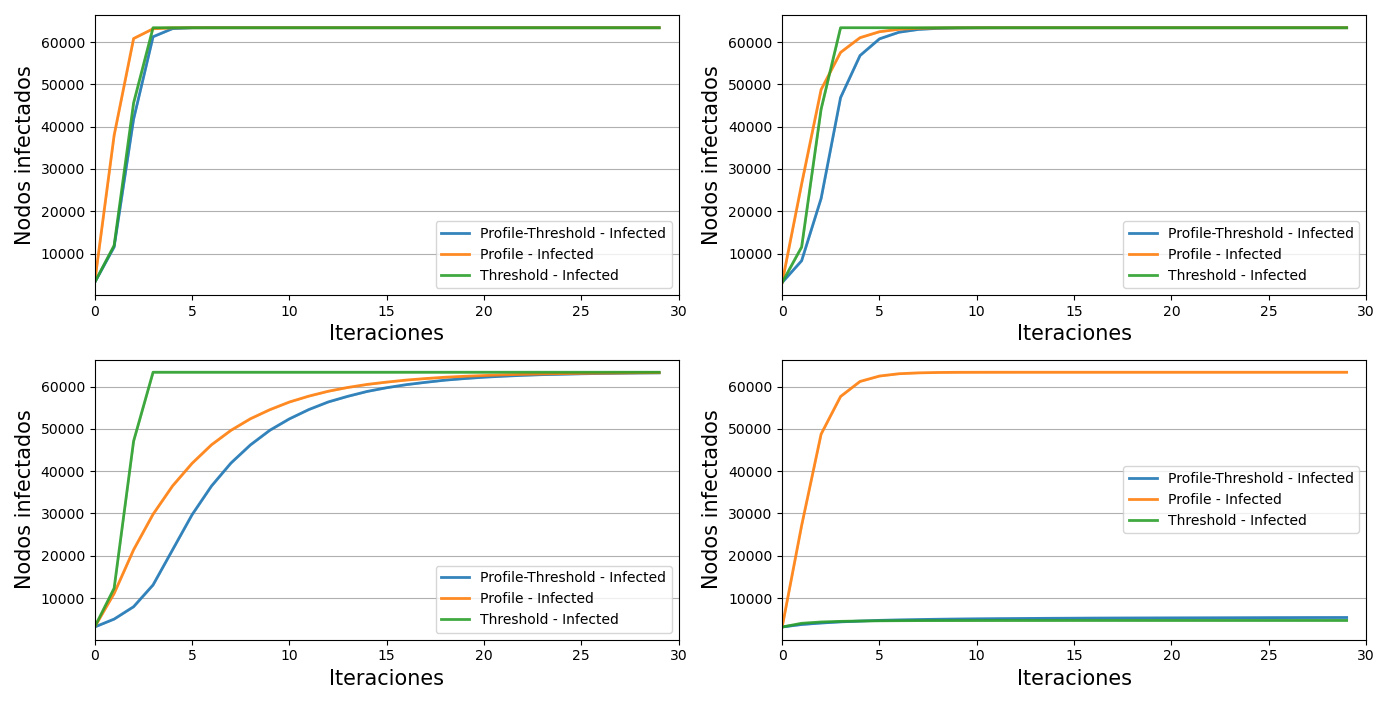 60000
50000
40000
30000
20000
10000
Nodos infectados
Profile-Threshold - Infected
Profile - Infected
Threshold - Infected
0 5 10 15 20 25 30
Iteraciones
60000
50000
40000
30000
20000
10000
Nodos infectados
Profile-Threshold - Infected
Profile - Infected
Threshold - Infected
0 5 10 15 20 25 30
Iteraciones
60000
50000
40000
30000
20000
10000
Nodos infectados
Profile-Threshold - Infected
Profile - Infected
Threshold - Infected
0 5 10 15 20 25 30
Iteraciones
60000
50000
40000
30000
20000
10000
Nodos infectados
Profile-Threshold - Infected
Profile - Infected
Threshold - Infected
0 5 10 15 20 25 30
Iteraciones